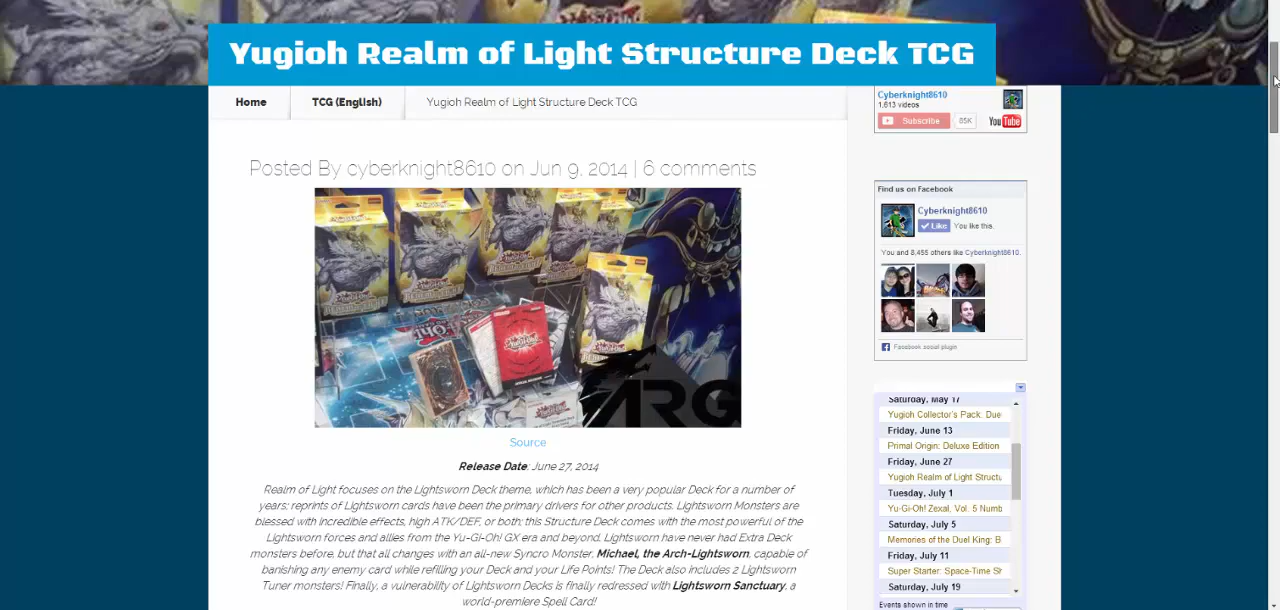 Yugioh Realm of Light Structure Deck TCG
Home
TCG (English)
Yugioh Realm of Light Structure Deck TCG
Posted By cyberknight8610 on Jun 9, 2014 | 6 comments
ARG
Source
Release Date: June 27, 2014
Realm of Light focuses on the Lightsworn Deck theme, which has been a very popular Deck for a number of
years; reprints of Lightsworn cards have been the primary drivers for other products. Lightsworn Monsters are
blessed with incredible effects, high ATK/DEF, or both; this Structure Deck comes with the most powerful of the
Lightsworn forces and allies from the Yu-Gi-Oh! GX era and beyond. Lightsworn have never had Extra Deck
monsters before, but that all changes with an all-new Syncro Monster, Michael, the Arch-Lightsworn, capable of
banishing any enemy card while refilling your Deck and your Life Points! The Deck also includes 2 Lightsworn
Tuner monsters! Finally, a vulnerability of Lightsworn Decks is finally redressed with Lightsworn Sanctuary, a
world-premiere Spell Card!
Cyberknight8610
1,613 videos
Subscribe
85K
YouTube
Find us on Facebook
Cyberknight8610
Like
You like this.
You and 8,455 others like Cyberknight8610.
Facebook social plugin
Saturday, May 17
Yugioh Collector's Pack: Due
Friday, June 13
Primal Origin: Deluxe Edition
Friday, June 27
Yugioh Realm of Light Structu
Tuesday, July 1
Yu-Gi-Oh! Zexal, Vol. 5 Numb
Saturday, July 5
Memories of the Duel King: B
Friday, July 11
Super Starter: Space-Time Sh
Saturday, July 19
Events shown in time